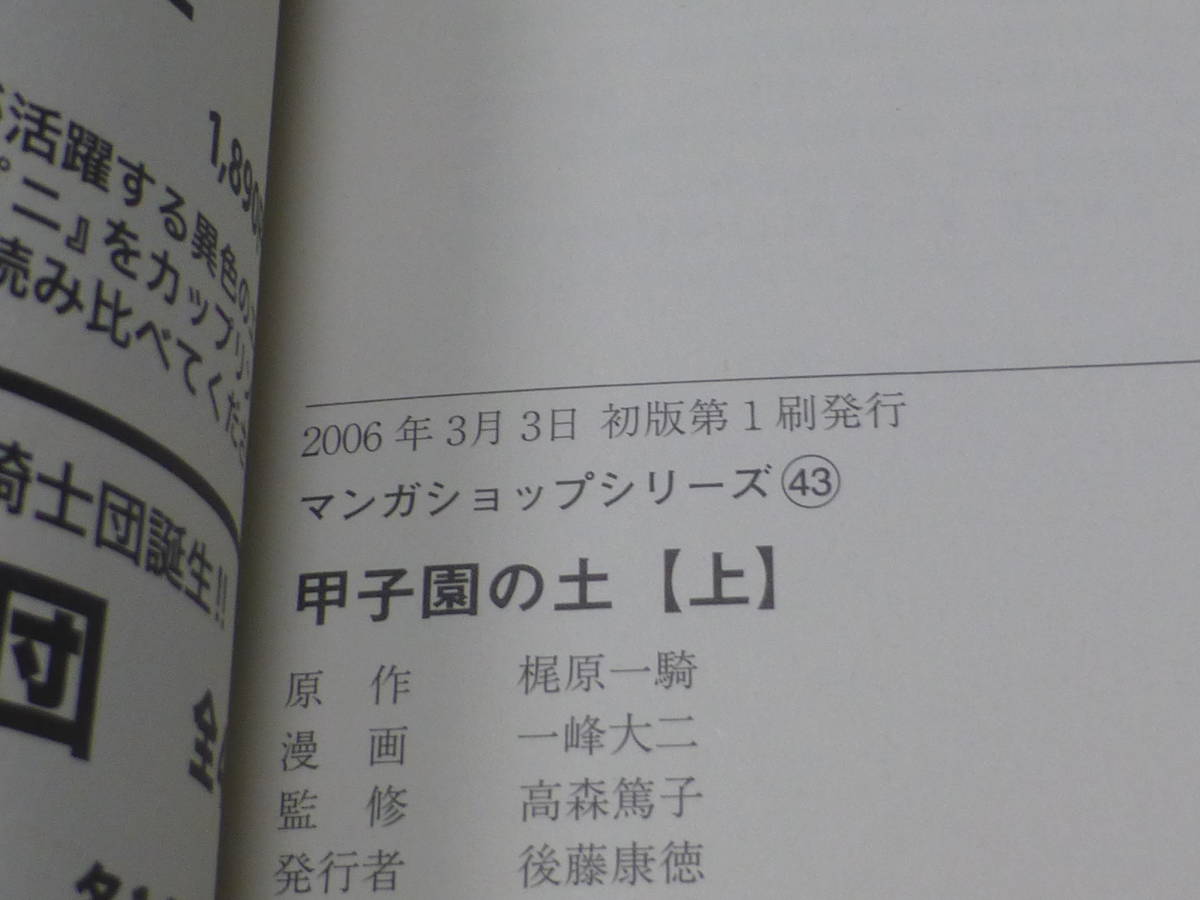 1,890
活躍する異色の
ニ』をカップリ
読み比べてくださ
騎士団誕生!!
団
2006年3月3日 初版第1刷発行
マンガショップシリーズ㊸
甲子園の土【上】
原 作 梶原一騎
漫 画 一峰大二
監 修 高森篤子
発行者 後藤康徳